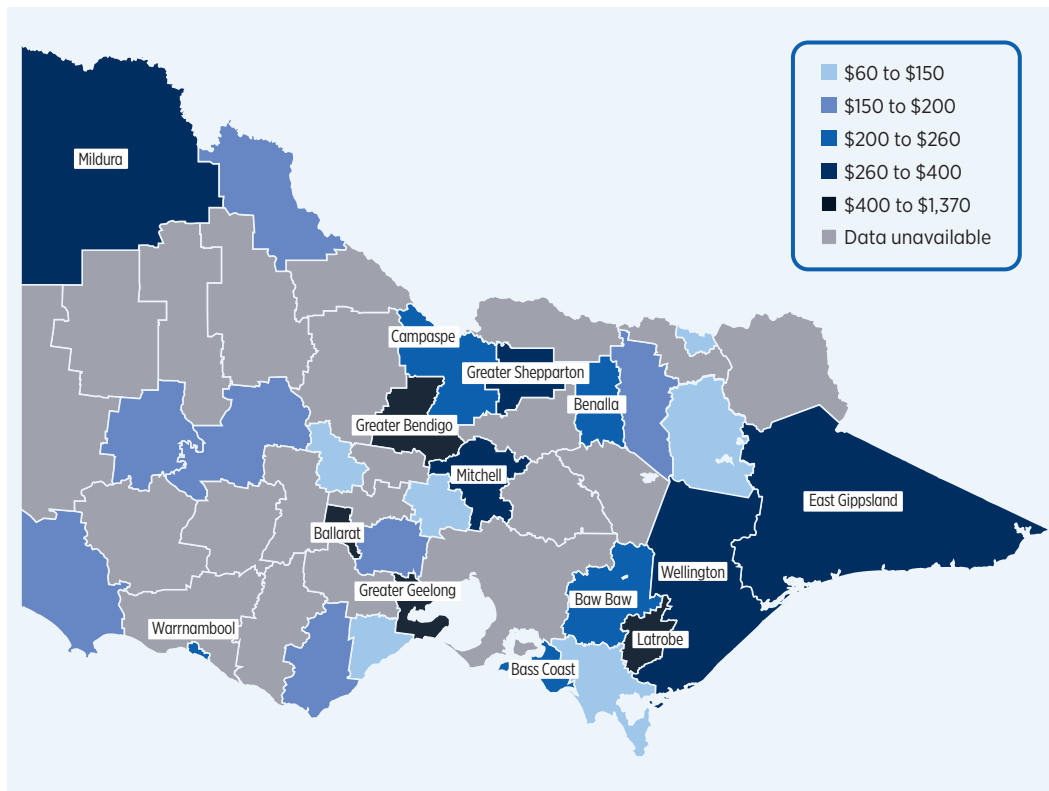 $60 to $150
$150 to $200
$200 to $260
$260 to $400
$400 to $1,370
Data unavailable
Mildura
Campaspe
Greater Shepparton
Benalla
Greater Bendigo
Mitchell
East Gippsland
Ballarat
Wellington
Greater Geelong
Baw Baw
Warrnambool
Latrobe
Bass Coast